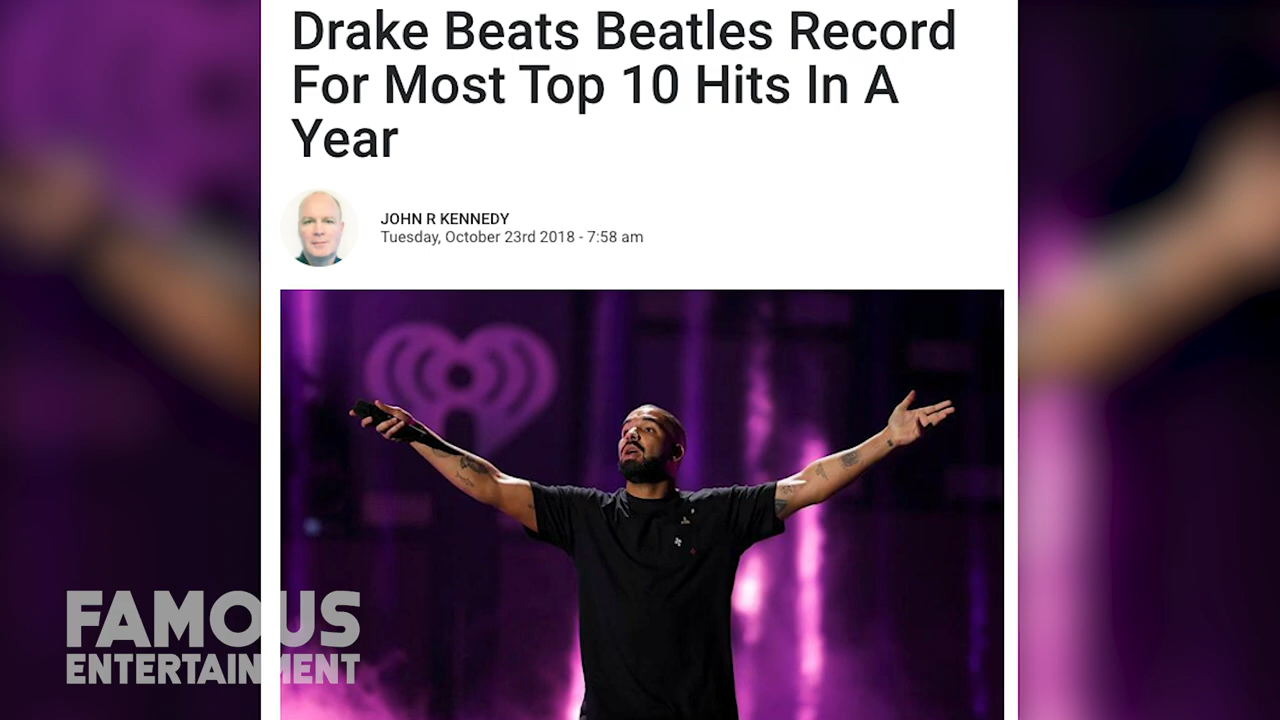 Drake Beats Beatles Record
For Most Top 10 Hits In A
Year
JOHN R KENNEDY
Tuesday, October 23rd 2018 - 7:58 am
FAMOUS
ENTERTAINMENT